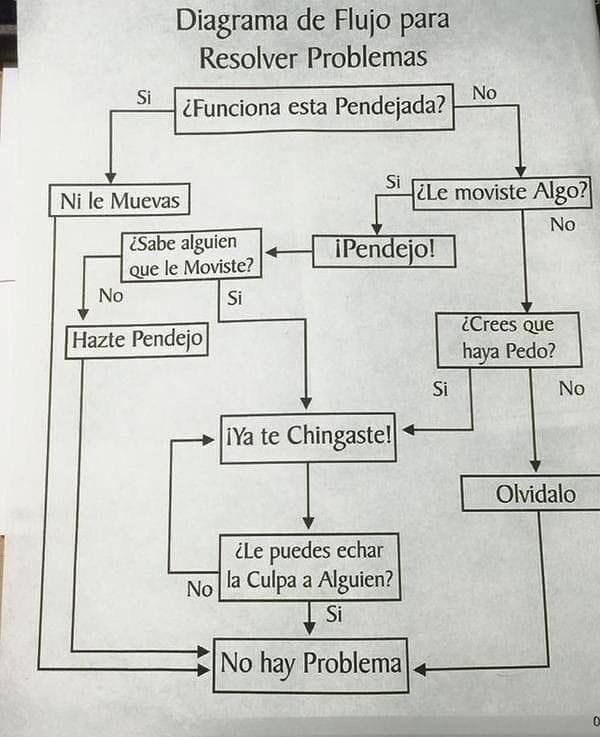 Diagrama de Flujo para
Resolver Problemas
Si
¿Funciona esta Pendejada?
No
Ni le Muevas
Si
¿Le moviste Algo?
No
¡Pendejo!
¿Sabe alguien
que le Moviste?
No
Si
Hazte Pendejo
¿Crees que
haya Pedo?
Si
No
¡Ya te Chingaste!
Olvidalo
¿Le puedes echar
la Culpa a Alguien?
No
Si
No hay Problema